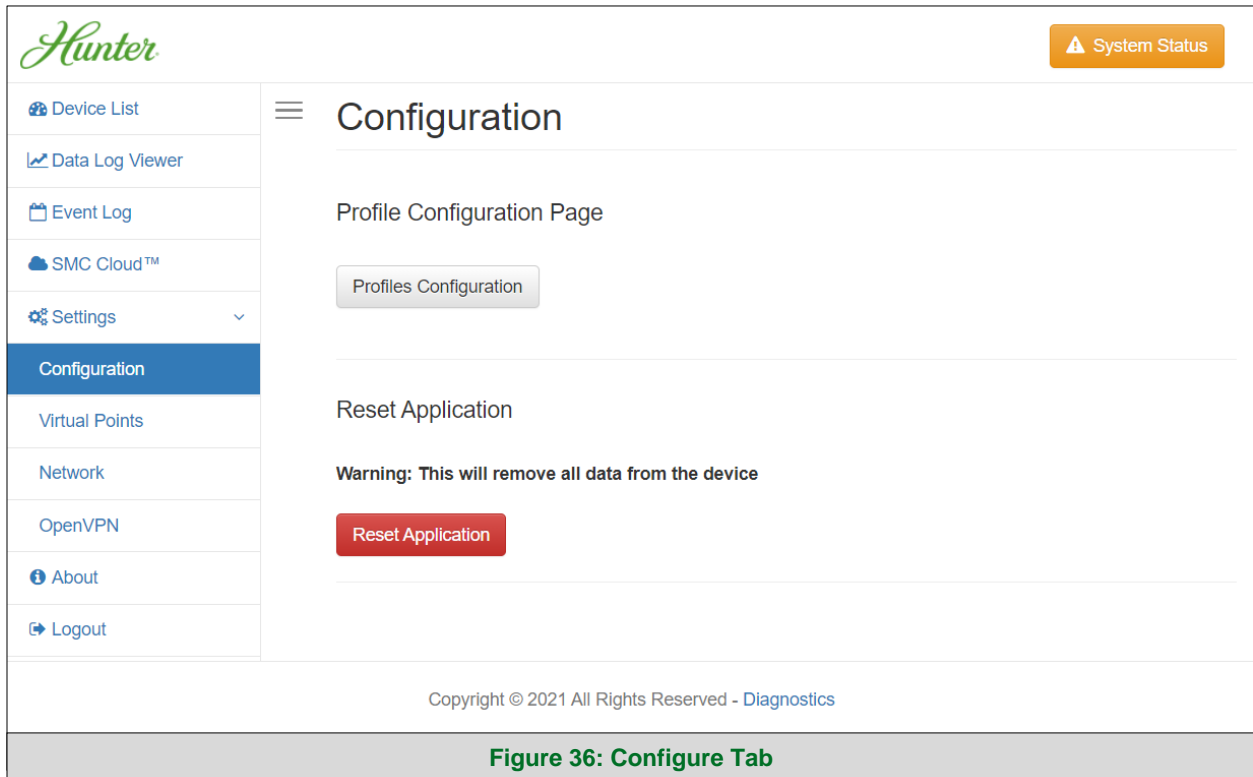 Hunter
System Status
Device List
Configuration
Data Log Viewer
Event Log
Profile Configuration Page
SMC Cloud™
Profiles Configuration
Settings
Configuration
Reset Application
Virtual Points
Network
Warning: This will remove all data from the device
OpenVPN
Reset Application
About
Logout
Copyright © 2021 All Rights Reserved - Diagnostics
Figure 36: Configure Tab